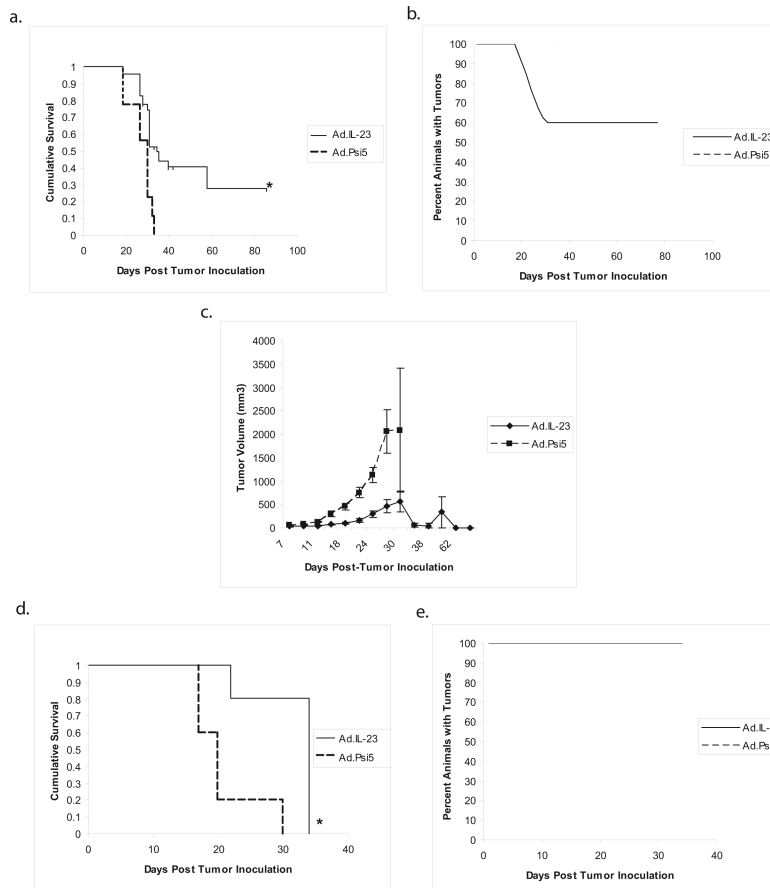 a.
Cumulative Survival
1
0.9
0.8
0.7
0.6
0.5
0.4
0.3
0.2
0.1
0
0 20 40 60 80 100
Days Post Tumor Inoculation
*
Ad.IL-23
Ad.Psi5
b.
Percent Animals with Tumors
100
90
80
70
60
50
40
30
20
10
0
0 20 40 60 80 100
Days Post Tumor Inoculation
Ad.IL-23
Ad.Psi5
c.
Tumor Volume (mm3)
4000
3500
3000
2500
2000
1500
1000
500
0
7 11 18 24 30 38 62
Days Post-Tumor Inoculation
Ad.IL-23
Ad.Psi5
d.
Cumulative Survival
1
0.9
0.8
0.7
0.6
0.5
0.4
0.3
0.2
0.1
0
0 10 20 30 40
Days Post Tumor Inoculation
*
Ad.IL-23
Ad.Psi5
e.
Percent Animals with Tumors
100
90
80
70
60
50
40
30
20
10
0
0 10 20 30 40
Days Post Tumor Inoculation
Ad.IL-
Ad.Ps